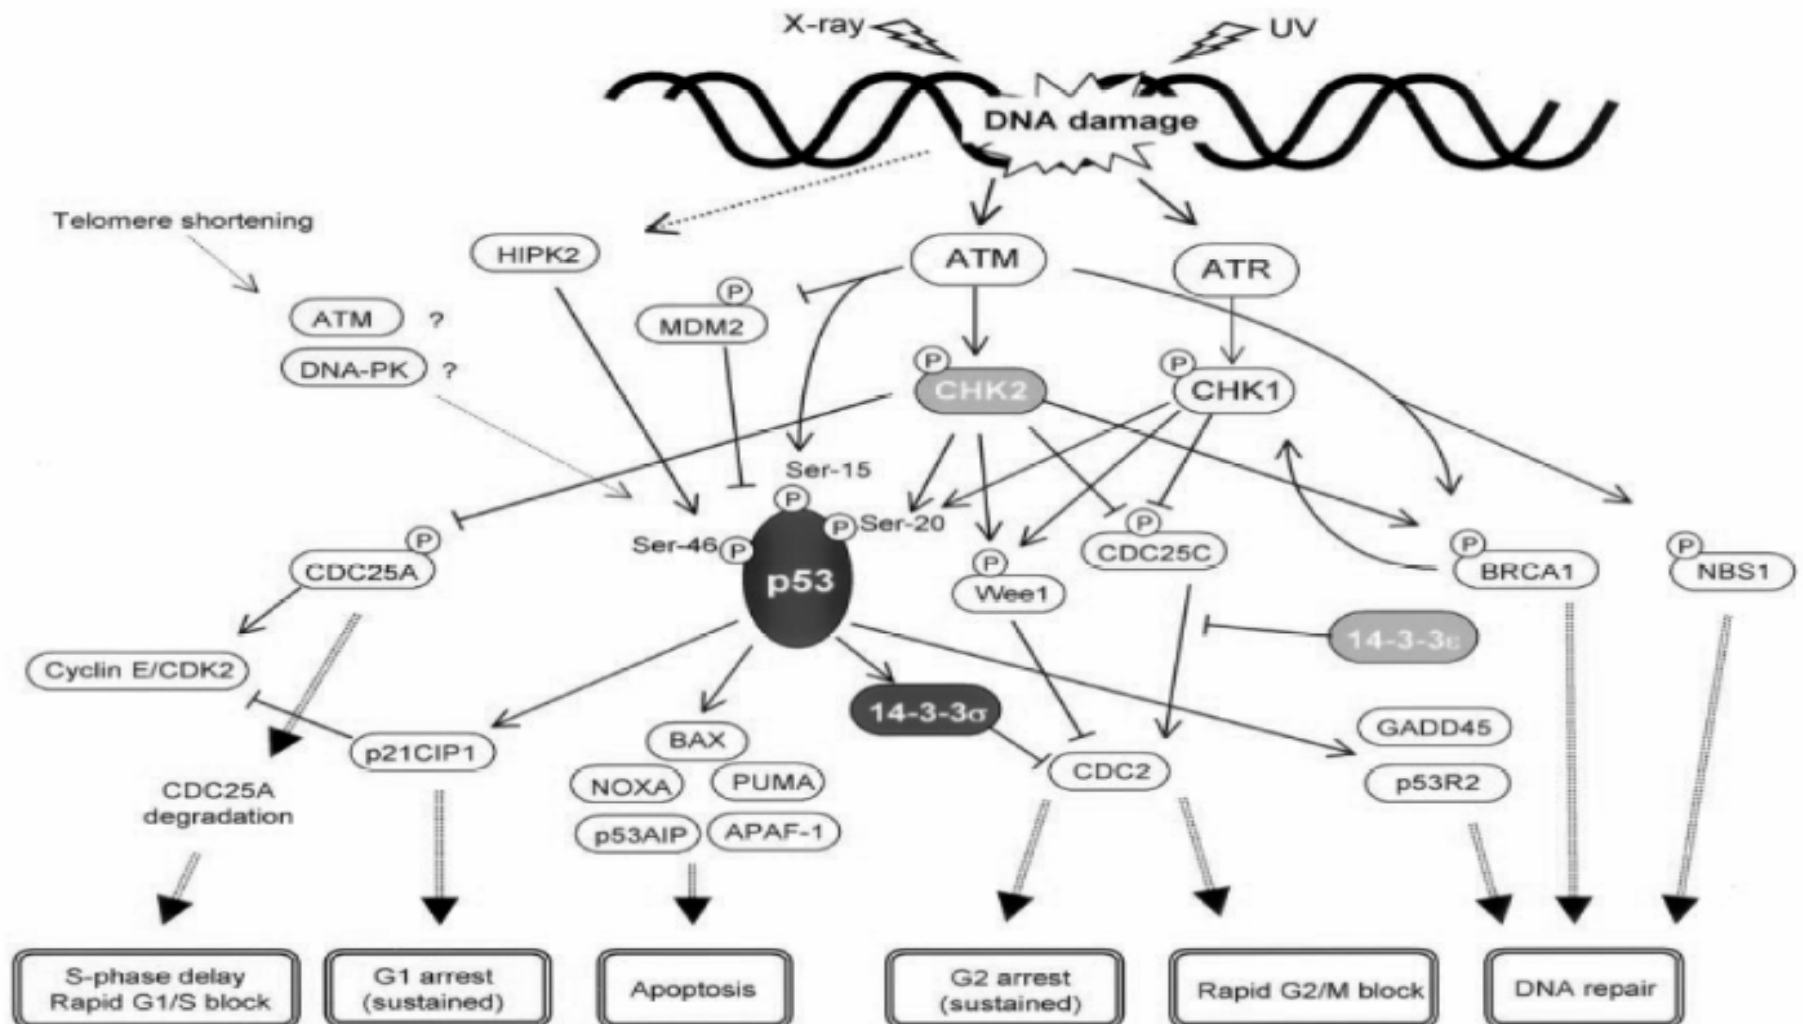 X-ray
UV
DNA damage
Telomere shortening
HIPK2
ATM
ATR
ATM ?
P
MDM2
DNA-PK ?
P
CHK2
P
CHK1
Ser-15
P
P Ser-20
Ser-46 P
p53
P
CDC25A
P
Wee1
P
CDC25C
P
BRCA1
P
NBS1
14-3-3ε
Cyclin E/CDK2
14-3-3σ
p21CIP1
BAX
NOXA
PUMA
p53AIP
APAF-1
CDC2
GADD45
p53R2
CDC25A
degradation
S-phase delay
Rapid G1/S block
G1 arrest
(sustained)
Apoptosis
G2 arrest
(sustained)
Rapid G2/M block
DNA repair